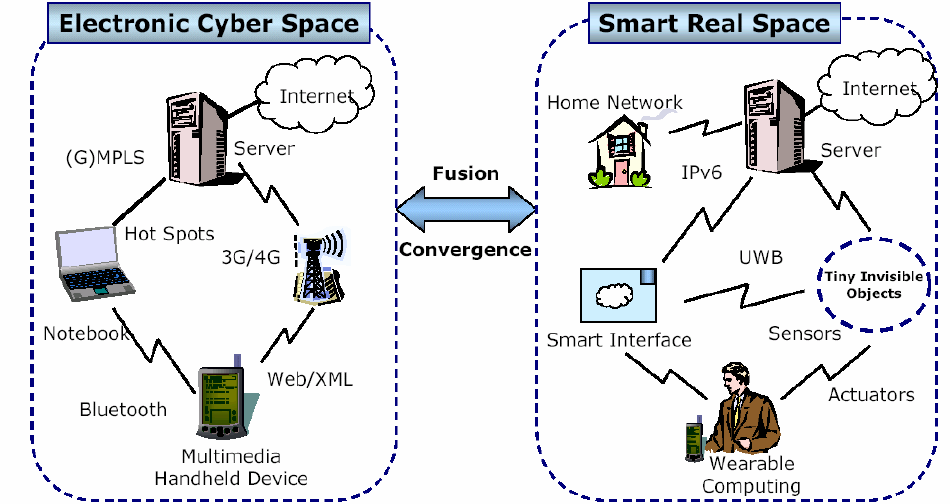 Electronic Cyber Space
Internet
(G)MPLS
Server
Hot Spots
3G/4G
Notebook
Web/XML
Bluetooth
Multimedia
Handheld Device
Fusion
Convergence
Smart Real Space
Internet
Home Network
Server
IPv6
UWB
Tiny Invisible
Objects
Sensors
Smart Interface
Actuators
Wearable
Computing